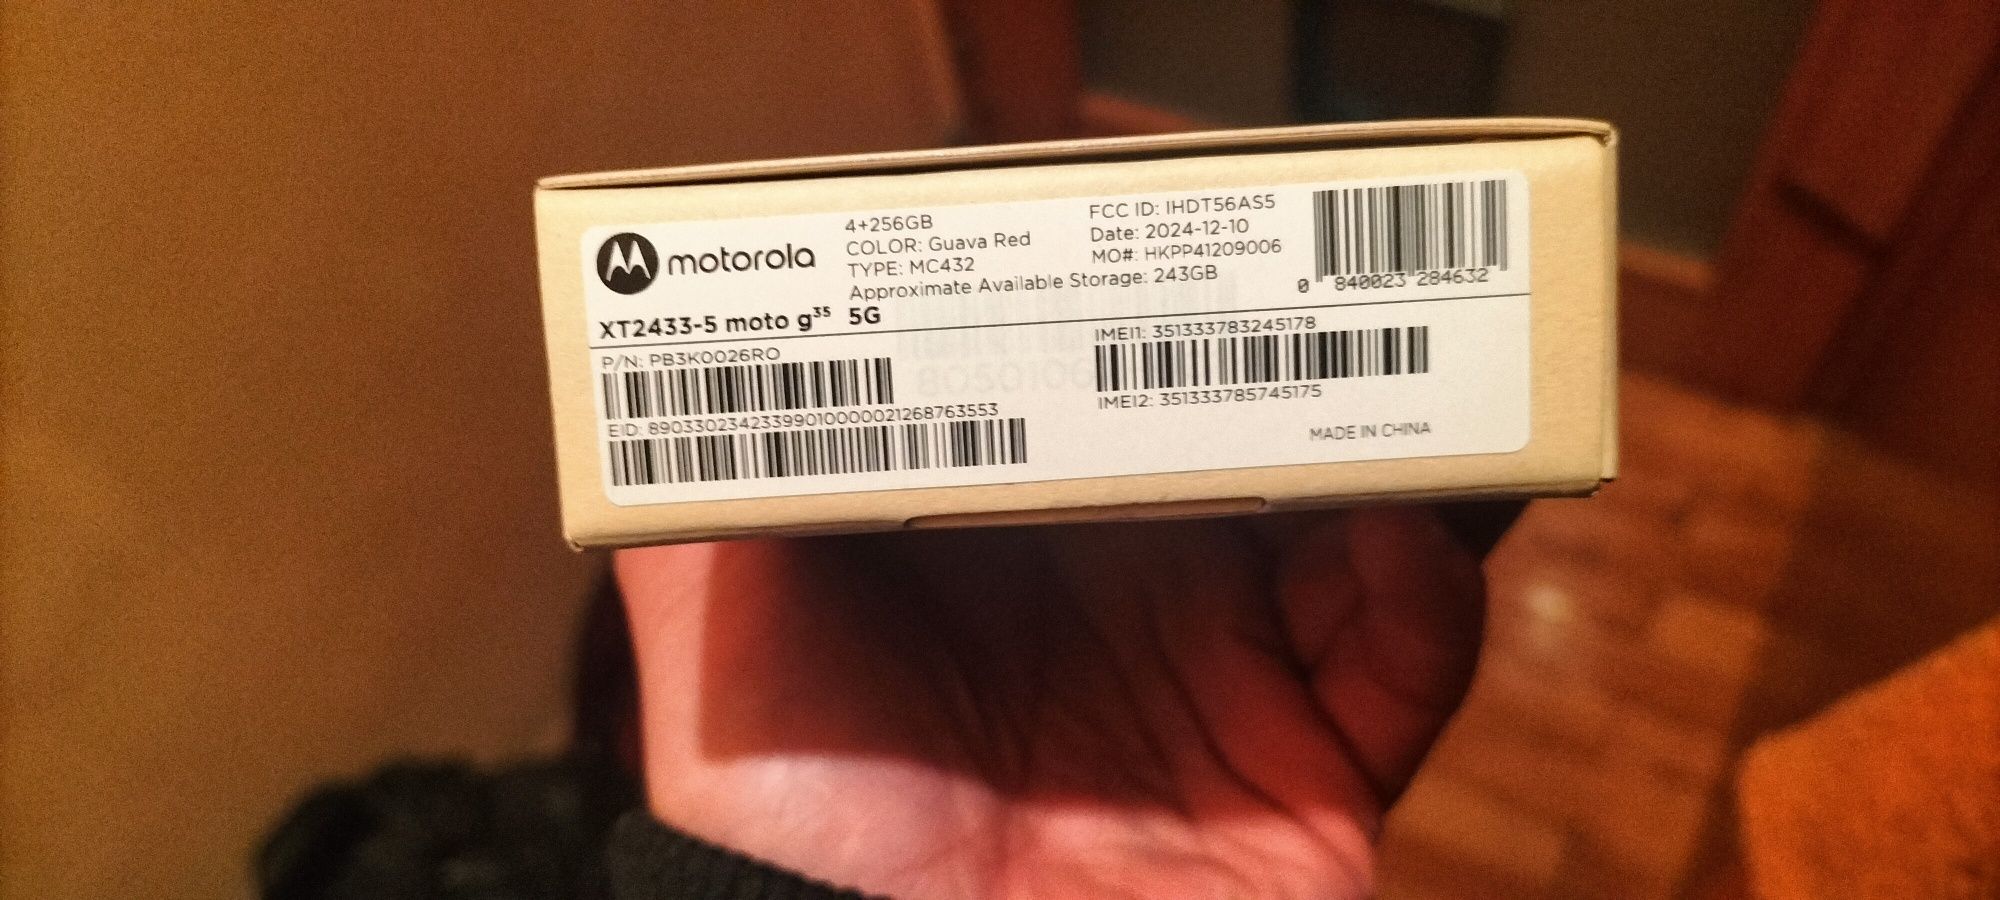 motorola
4+256GB
COLOR: Guava Red
TYPE: MC432
Approximate Available Storage: 243GB
FCC ID: IHDT56AS5
Date: 2024-12-10
MO#: HKPP41209006
0 840023 284632
XT2433-5 moto g35 5G
P/N: PB3K0026RO
EID: 89033023423399010000021268763553
IMEI1: 351333783245178
IMEI2: 351333785745175
MADE IN CHINA